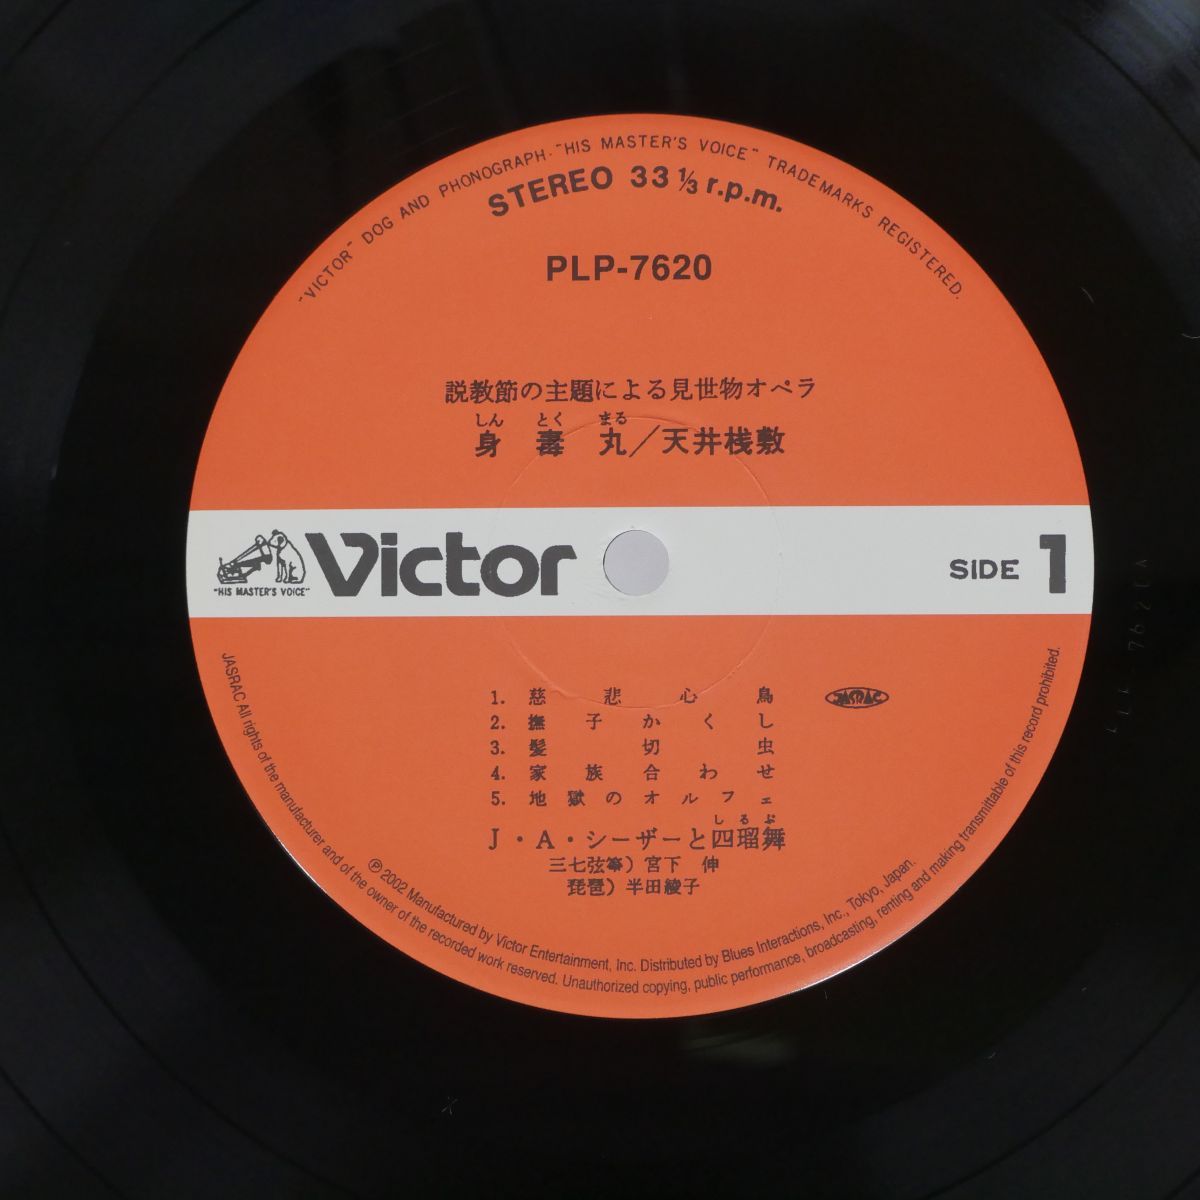 "VICTOR" DOG AND PHONOGRAPH·"HIS MASTER'S VOICE" TRADEMARKS REGISTERED.
STEREO 33 1/3 r.p.m.
PLP-7620
説教節の主題による見世物オペラ
しん とく まる
身 毒 丸／天井桟敷
"HIS MASTER'S VOICE"
Victor
SIDE 1
1. 慈悲心鳥
JASRAC
2. 撫子かくし
3. 髪切虫
4. 家族合わせ
5. 地獄のオルフェ
しるぶ
J・A・シーザーと四瑠舞
三七弦箏）宮下 伸
琵琶）半田綾子
JASRAC All rights of the manufacturer and of the owner of the recorded work reserved. Unauthorized copying, public performance, broadcasting, renting and making transmittable of this record prohibited.
Ⓟ 2002 Manufactured by Victor Entertainment, Inc. Distributed by Blues Interactions, Inc., Tokyo, Japan.